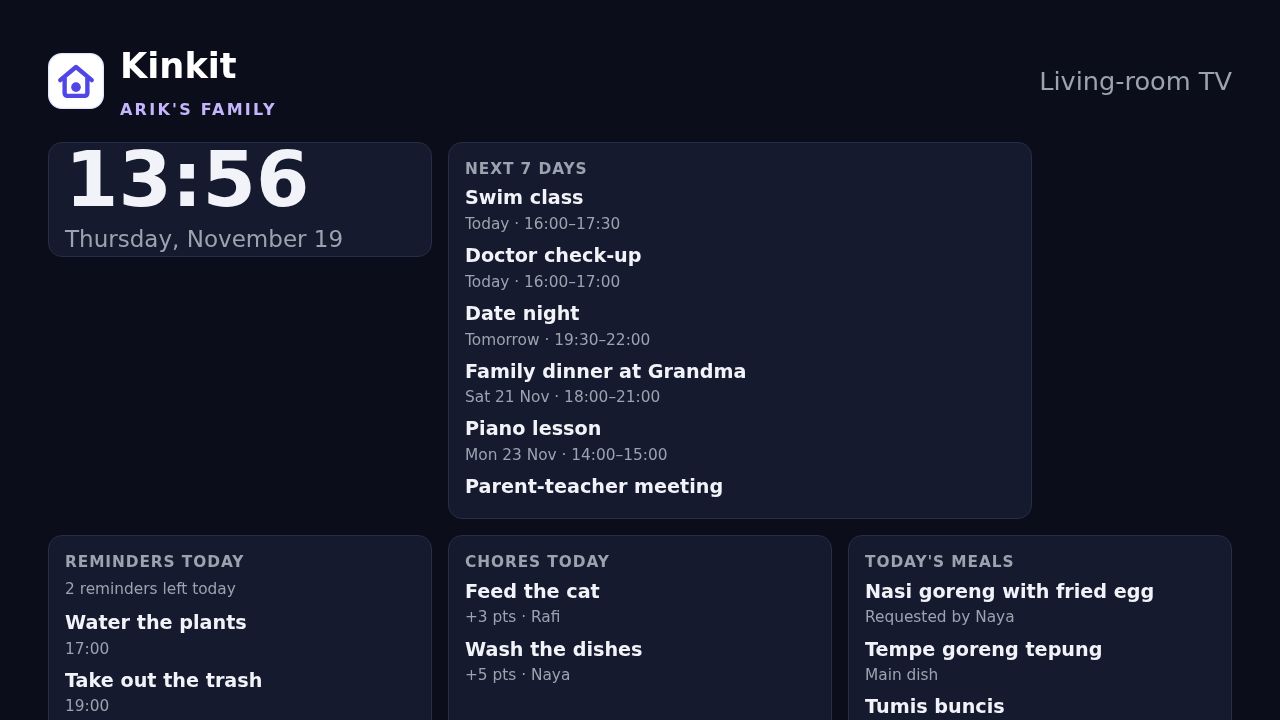 Kinkit
ARIK'S FAMILY
Living-room TV
13:56
Thursday, November 19
NEXT 7 DAYS
Swim class
Today · 16:00–17:30
Doctor check-up
Today · 16:00–17:00
Date night
Tomorrow · 19:30–22:00
Family dinner at Grandma
Sat 21 Nov · 18:00–21:00
Piano lesson
Mon 23 Nov · 14:00–15:00
Parent-teacher meeting
REMINDERS TODAY
2 reminders left today
Water the plants
17:00
Take out the trash
19:00
CHORES TODAY
Feed the cat
+3 pts · Rafi
Wash the dishes
+5 pts · Naya
TODAY'S MEALS
Nasi goreng with fried egg
Requested by Naya
Tempe goreng tepung
Main dish
Tumis buncis